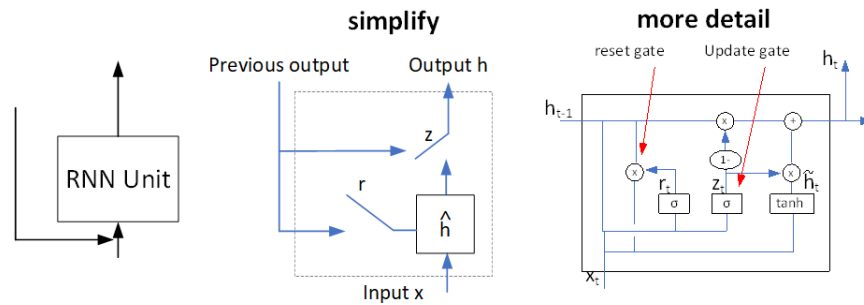 simplify
more detail
reset gate
Update gate
Previous output
Output h
hₜ
hₜ₋₁
x
+
z
1-
RNN Unit
r
x
x
rₜ
zₜ
h̃ₜ
ĥ
σ
σ
tanh
Input x
xₜ